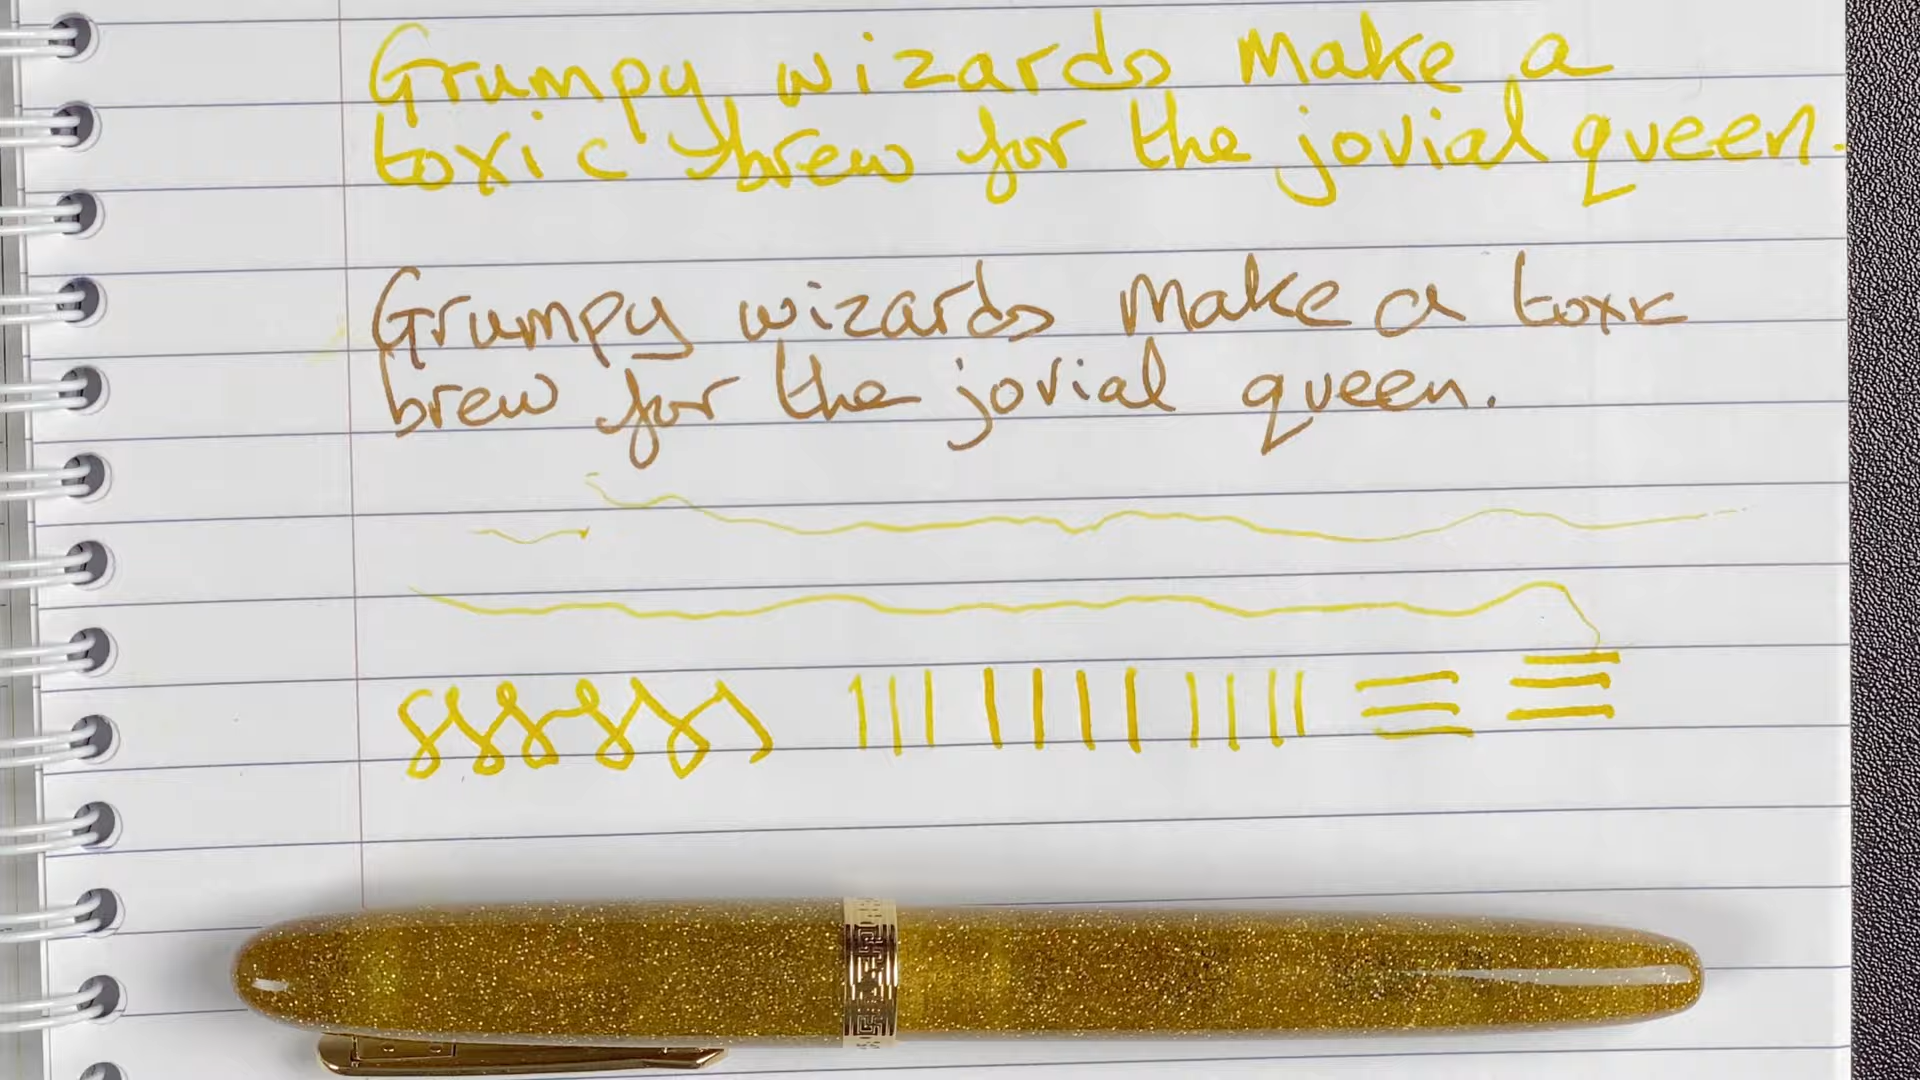 Grumpy wizards make a
toxic brew for the jovial queen.
Grumpy wizards make a toxic
brew for the jovial queen.